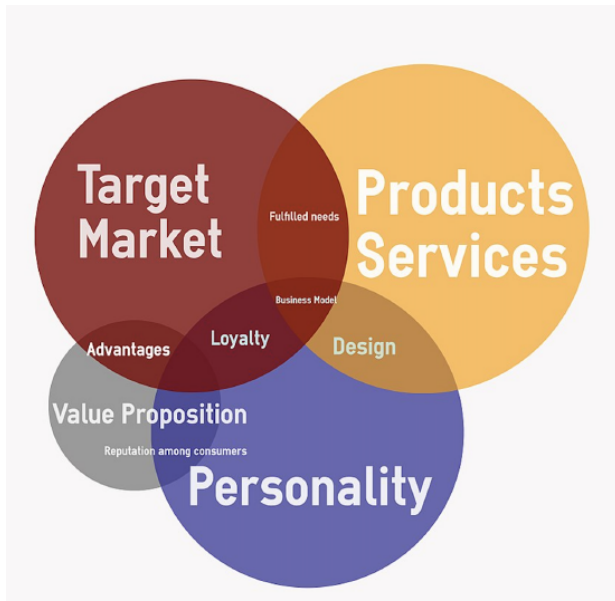 Target
Market
Products
Services
Fulfilled needs
Business Model
Loyalty
Design
Advantages
Value Proposition
Reputation among consumers
Personality